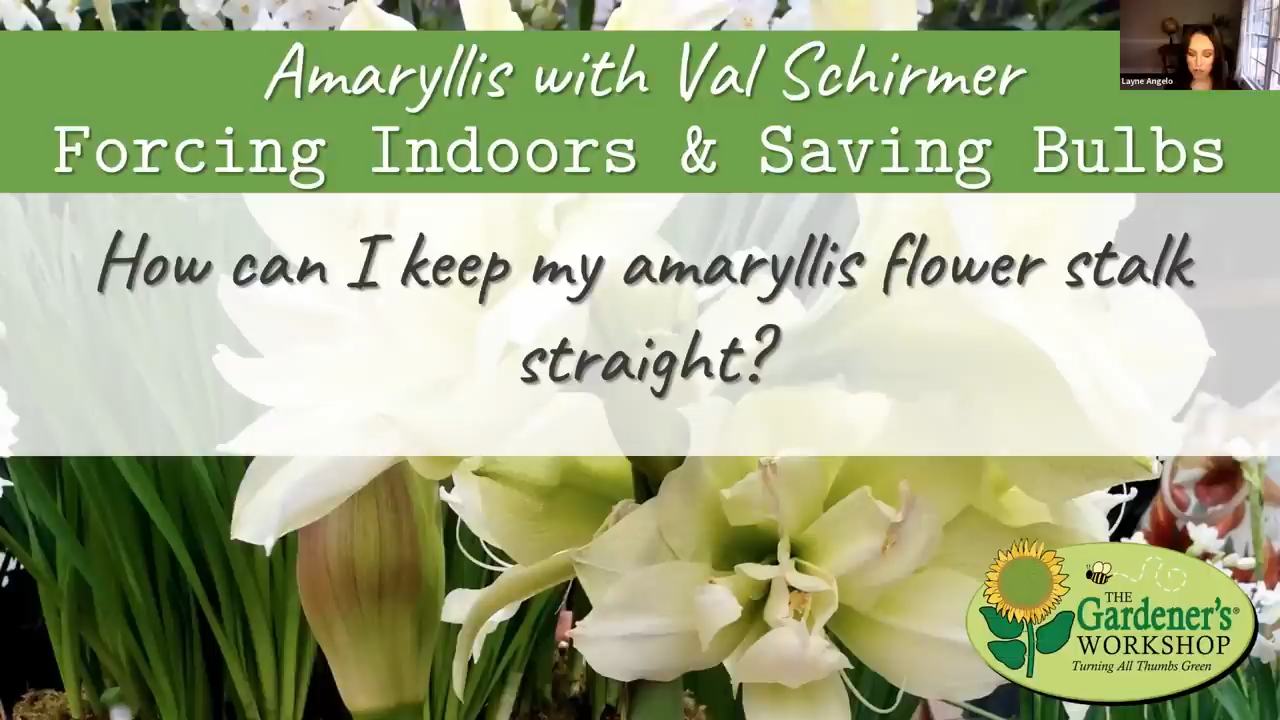 Amaryllis with Val Schirmer
Forcing Indoors & Saving Bulbs
Layne Angelo
How can I keep my amaryllis flower stalk
straight?
THE
Gardener's®
WORKSHOP
Turning All Thumbs Green